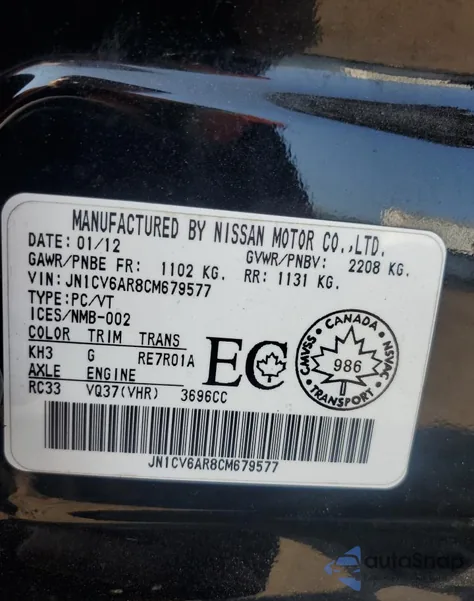 MANUFACTURED BY NISSAN MOTOR CO.,LTD.
DATE: 01/12 GVWR/PNBV: 2208 KG.
GAWR/PNBE FR: 1102 KG. RR: 1131 KG.
VIN: JN1CV6AR8CM679577
TYPE:PC/VT
ICES/NMB-002
COLOR TRIM TRANS
KH3 G RE7R01A
AXLE ENGINE
RC33 VQ37(VHR) 3696CC
EC
CANADA
CMVSS 986 NSVAC
TRANSPORT
JN1CV6AR8CM679577
autoSnap